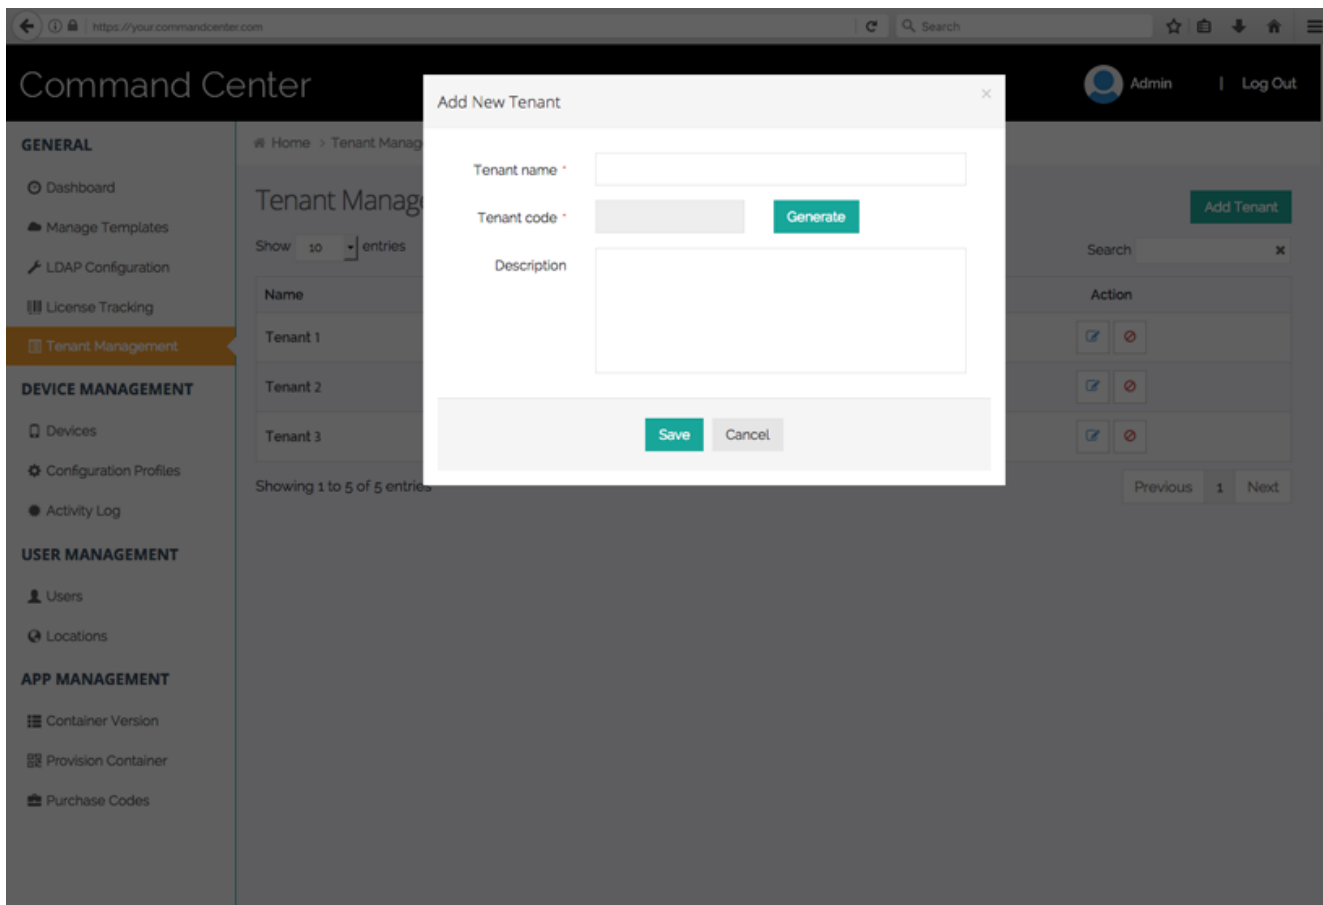 https://your.commandcenter.com
Search
Command Center
Admin | Log Out
GENERAL
Dashboard
Manage Templates
LDAP Configuration
License Tracking
Tenant Management
DEVICE MANAGEMENT
Devices
Configuration Profiles
Activity Log
USER MANAGEMENT
Users
Locations
APP MANAGEMENT
Container Version
Provision Container
Purchase Codes
Home > Tenant Manag
Tenant Manag
Add Tenant
Show 10 entries
Search
Name
Action
Tenant 1
Tenant 2
Tenant 3
Showing 1 to 5 of 5 entries
Previous 1 Next
Add New Tenant
Tenant name *
Tenant code *
Generate
Description
Save
Cancel